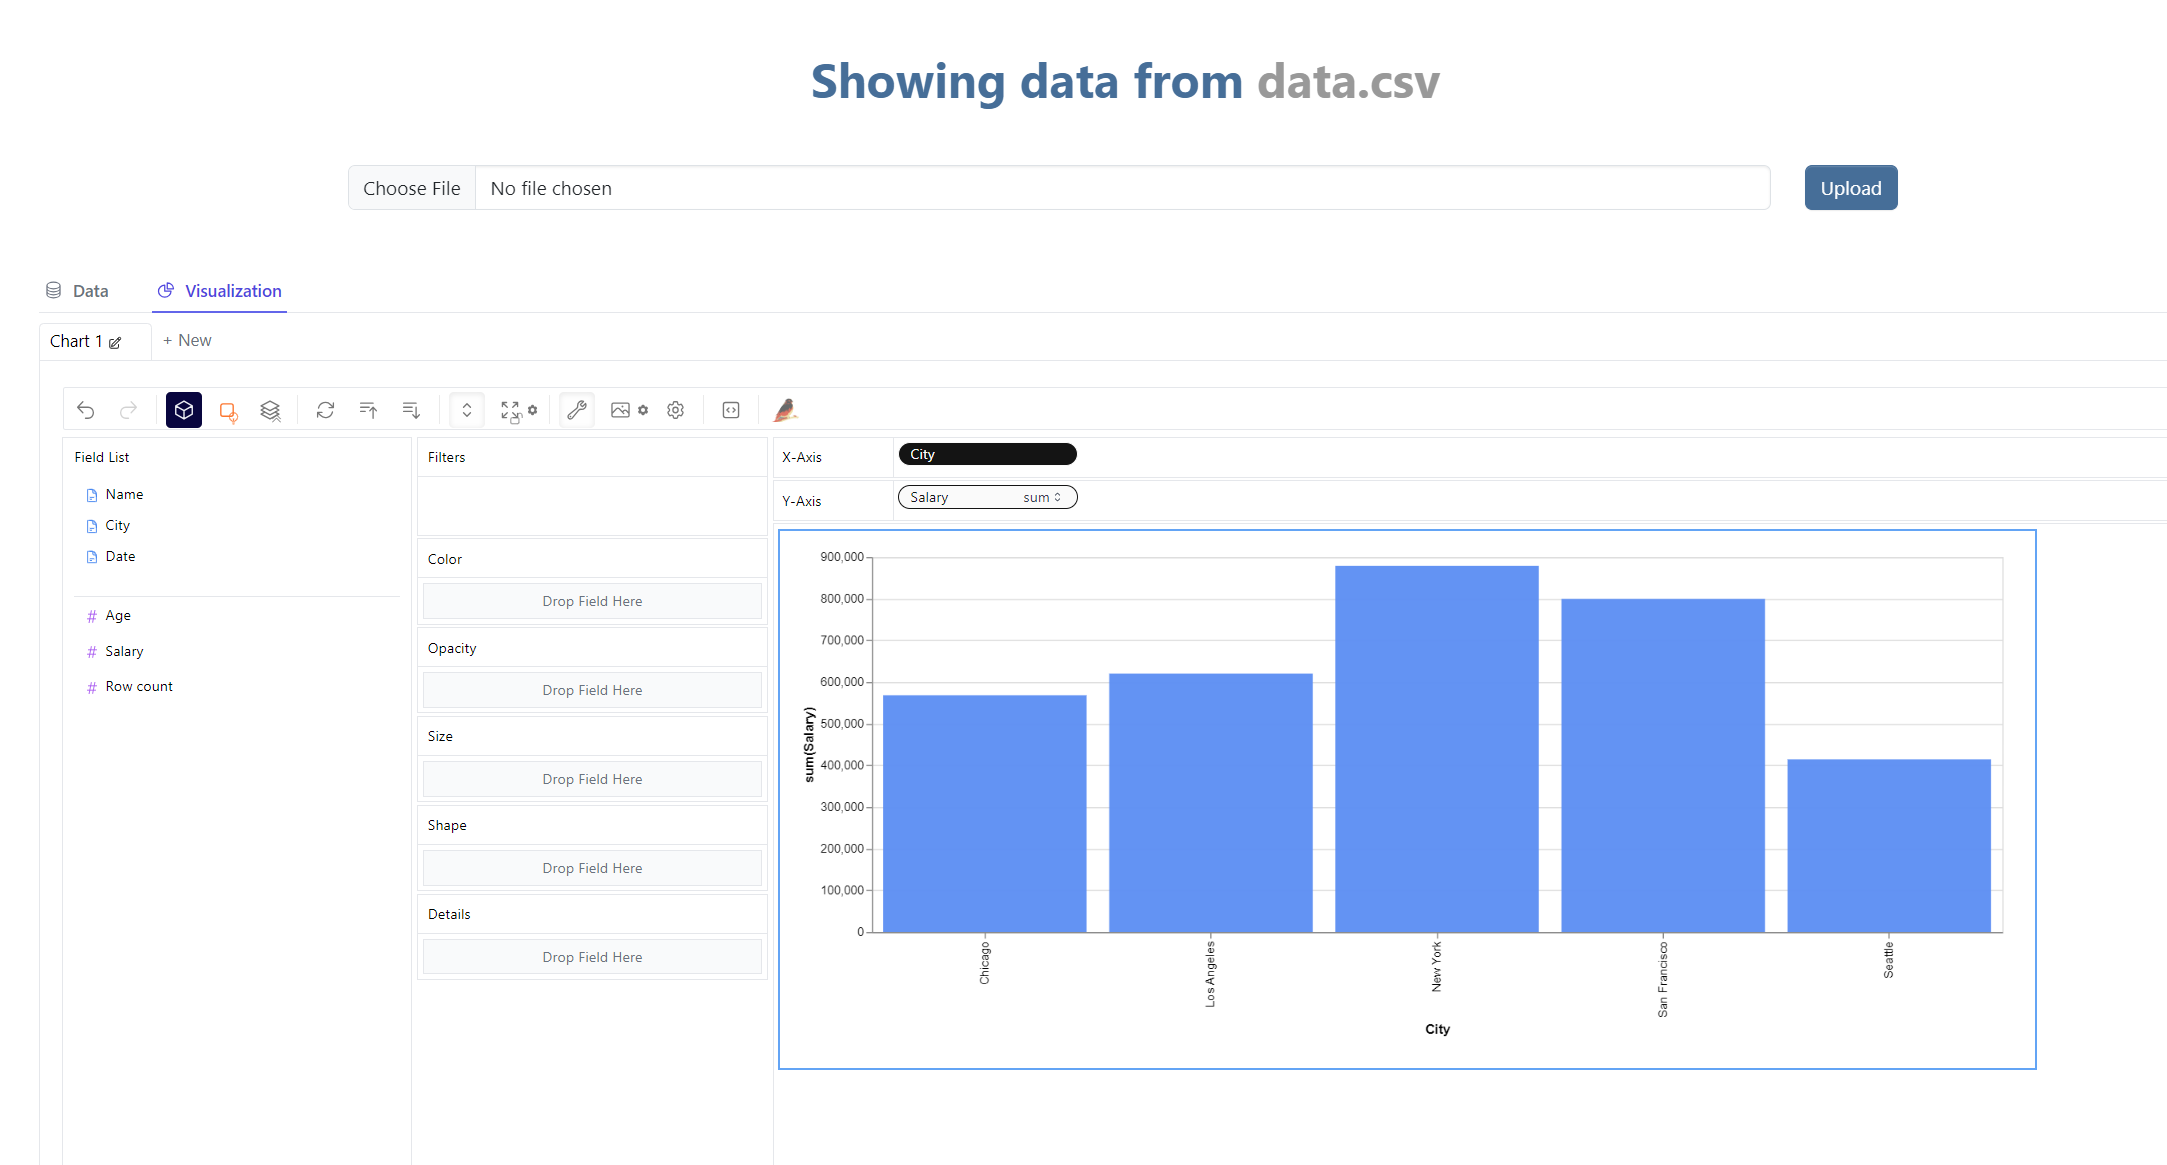 Showing data from data.csv
Choose File No file chosen Upload
Data Visualization
Chart 1 + New
Field List
Name
City
Date
# Age
# Salary
# Row count
Filters
Color
Drop Field Here
Opacity
Drop Field Here
Size
Drop Field Here
Shape
Drop Field Here
Details
Drop Field Here
X-Axis City
Y-Axis Salary sum
sum(Salary)
900,000
800,000
700,000
600,000
500,000
400,000
300,000
200,000
100,000
0
Chicago
Los Angeles
New York
San Francisco
Seattle
City